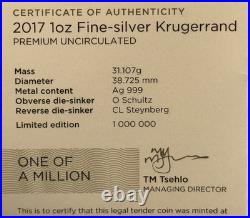 CERTIFICATE OF AUTHENTICITY
2017 1oz Fine-silver Krugerrand
PREMIUM UNCIRCULATED
Mass 31.107g
Diameter 38.725 mm
Metal content Ag 999
Obverse die-sinker O Schultz
Reverse die-sinker CL Steynberg
Limited edition 1 000 000
ONE OF
A MILLION
TM Tsehlo
MANAGING DIRECTOR
This is to certify that this legal tender coin was minted at